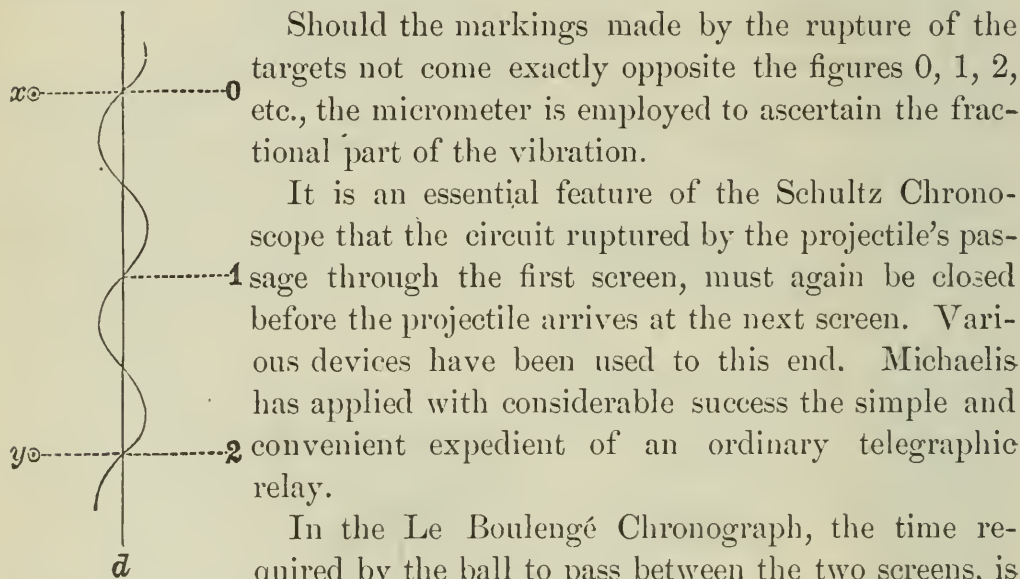 Should the markings made by the rupture of the
x
targets not come exactly opposite the figures 0, 1, 2,
0
etc., the micrometer is employed to ascertain the frac-
tional part of the vibration.
It is an essential feature of the Schultz Chrono-
scope that the circuit ruptured by the projectile's pas-
1
sage through the first screen, must again be closed
before the projectile arrives at the next screen. Vari-
ous devices have been used to this end. Michaelis
has applied with considerable success the simple and
y
2
convenient expedient of an ordinary telegraphic
relay.
In the Le Boulengé Chronograph, the time re-
d
quired by the ball to pass between the two screens, is